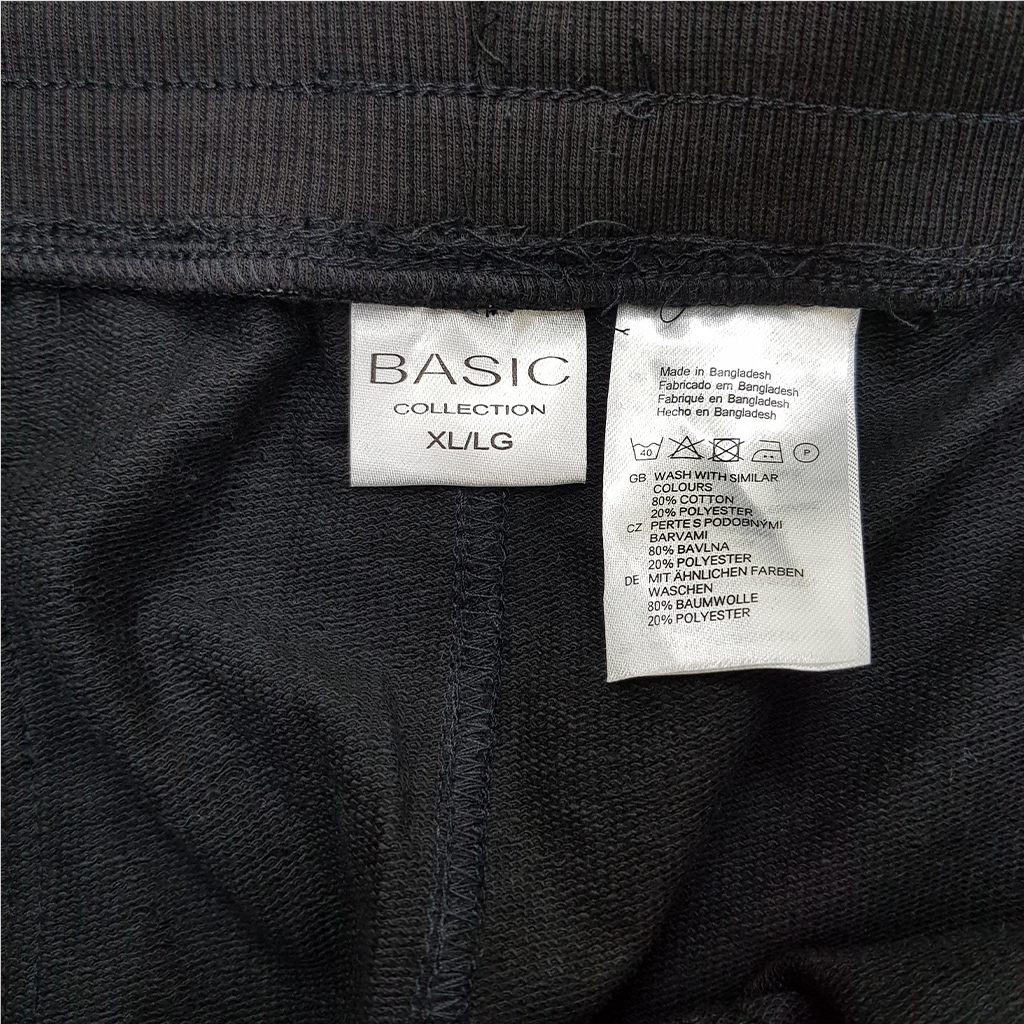 BASIC
COLLECTION
XL/LG
Made in Bangladesh
Fabricado em Bangladesh
Fabriqué en Bangladesh
Hecho en Bangladesh
40 P
GB WASH WITH SIMILAR
COLOURS
80% COTTON
20% POLYESTER
CZ PERTE S PODOBNÝMI
BARVAMI
80% BAVLNA
20% POLYESTER
DE MIT ÄHNLICHEN FARBEN
WASCHEN
80% BAUMWOLLE
20% POLYESTER